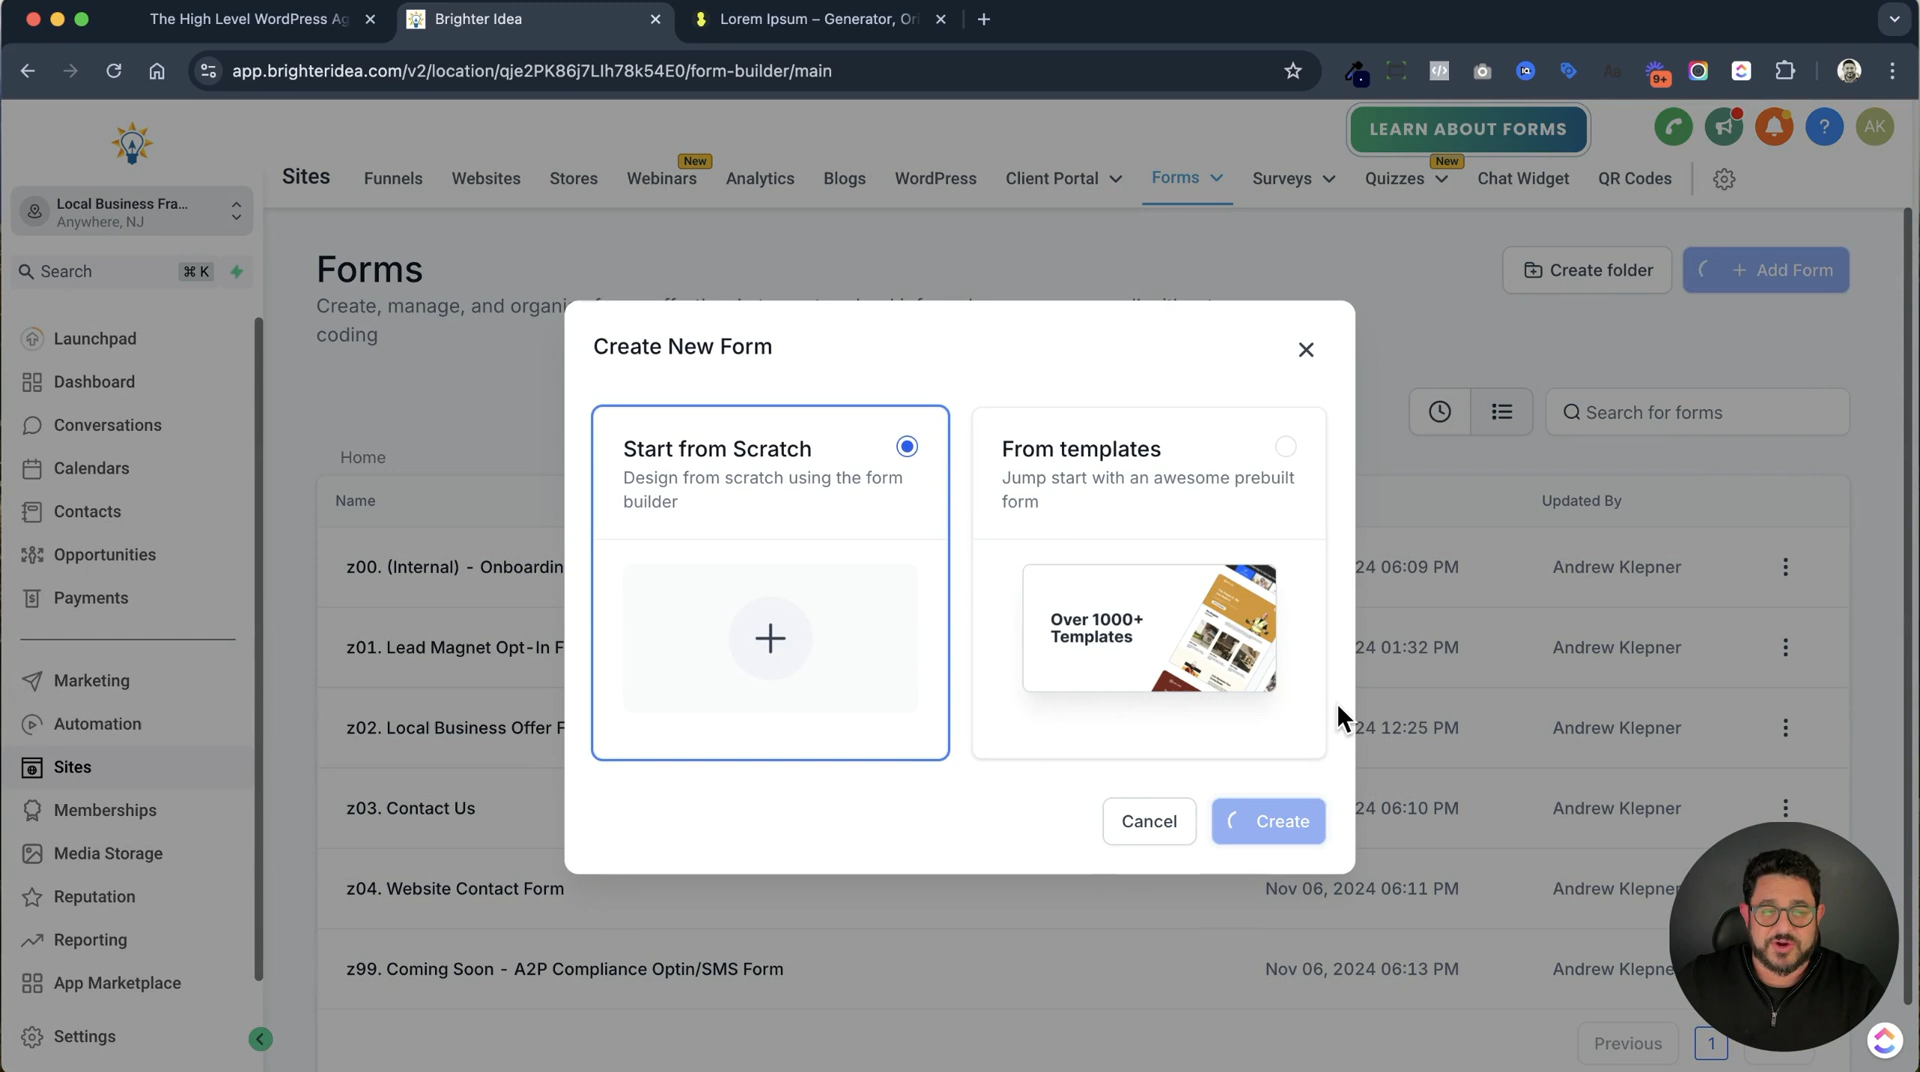 The High Level WordPress Ag
Brighter Idea
Lorem Ipsum – Generator, Ori
app.brighteridea.com/v2/location/qje2PK86j7LIh78k54E0/form-builder/main
9+
LEARN ABOUT FORMS
AK
Sites
Funnels
Websites
Stores
Webinars
New
Analytics
Blogs
WordPress
Client Portal
Forms
Surveys
Quizzes
New
Chat Widget
QR Codes
Local Business Fra...
Anywhere, NJ
Search
⌘ K
Launchpad
Dashboard
Conversations
Calendars
Contacts
Opportunities
Payments
Marketing
Automation
Sites
Memberships
Media Storage
Reputation
Reporting
App Marketplace
Settings
Forms
Create, manage, and organi
coding
Create folder
+ Add Form
Search for forms
Home
Name
Updated By
z00. (Internal) - Onboardin
24 06:09 PM
Andrew Klepner
z01. Lead Magnet Opt-In F
24 01:32 PM
Andrew Klepner
z02. Local Business Offer F
24 12:25 PM
Andrew Klepner
z03. Contact Us
24 06:10 PM
Andrew Klepner
z04. Website Contact Form
Nov 06, 2024 06:11 PM
Andrew Klepner
z99. Coming Soon - A2P Compliance Optin/SMS Form
Nov 06, 2024 06:13 PM
Andrew Klepne
Previous
1
Create New Form
Start from Scratch
Design from scratch using the form
builder
From templates
Jump start with an awesome prebuilt
form
Over 1000+
Templates
Cancel
Create